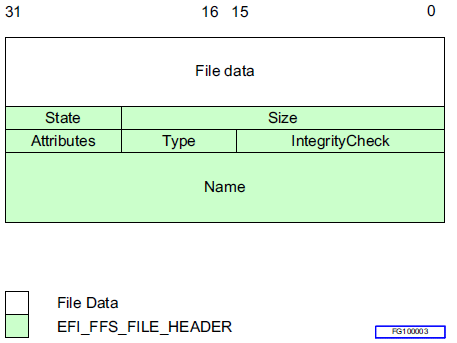 31 16 15 0
File data
State Size
Attributes Type IntegrityCheck
Name
File Data
EFI_FFS_FILE_HEADER
FG100003